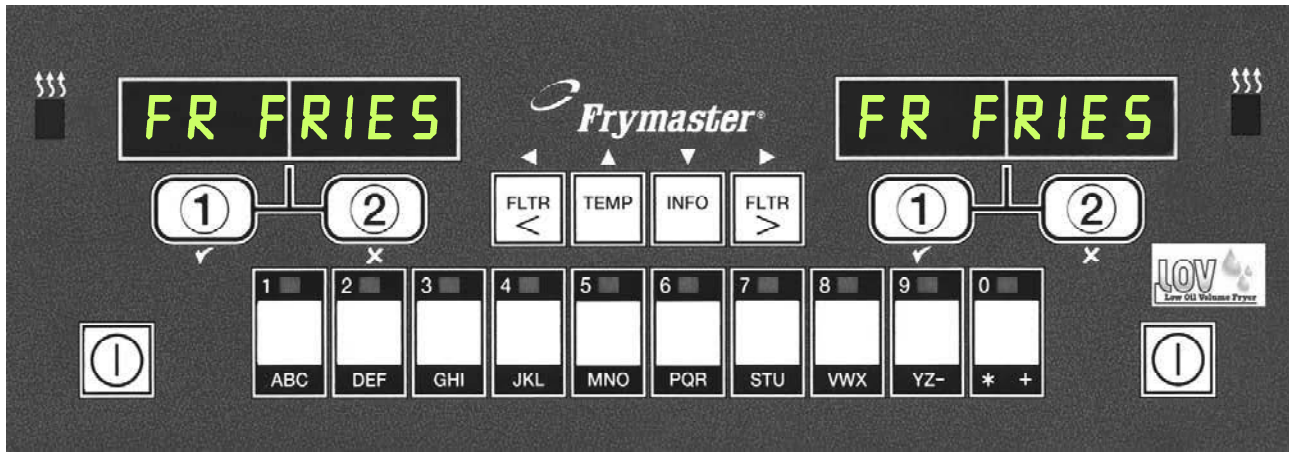 FR FRIES
FR FRIES
Frymaster®
FLTR <
TEMP
INFO
FLTR >
1 2
1 2
1 2 3 4 5 6 7 8 9 0
ABC DEF GHI JKL MNO PQR STU VWX YZ- * +
LOV
Low Oil Volume Fryer